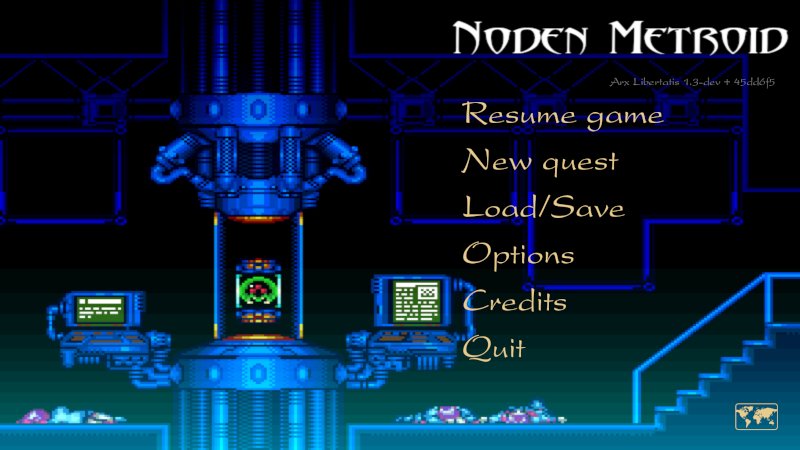 Noden Metroid
Arx Libertatis 1.3-dev + 45dd6f5
Resume game
New quest
Load/Save
Options
Credits
Quit